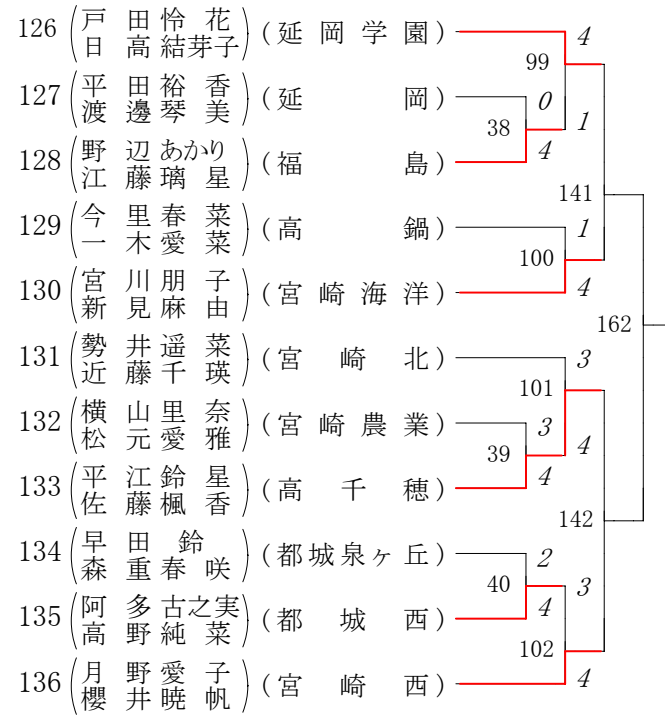 126 (戸田怜花 日高結芽子) (延岡学園) 4
99
127 (平田裕香 渡邊琴美) (延岡) 0
38 1
128 (野辺あかり 江藤璃星) (福島) 4
141
129 (今里春菜 一木愛菜) (高鍋) 1
100
130 (宮川朋子 新見麻由) (宮崎海洋) 4
162
131 (勢井遥菜 近藤千瑛) (宮崎北) 3
101
132 (横山里奈 松元愛雅) (宮崎農業) 3
39 4
133 (平江鈴星 佐藤楓香) (高千穂) 4
142
134 (早田鈴 森重春咲) (都城泉ヶ丘) 2
40 3
135 (阿多古之実 高野純菜) (都城西) 4
102
136 (月野愛子 櫻井暁帆) (宮崎西) 4